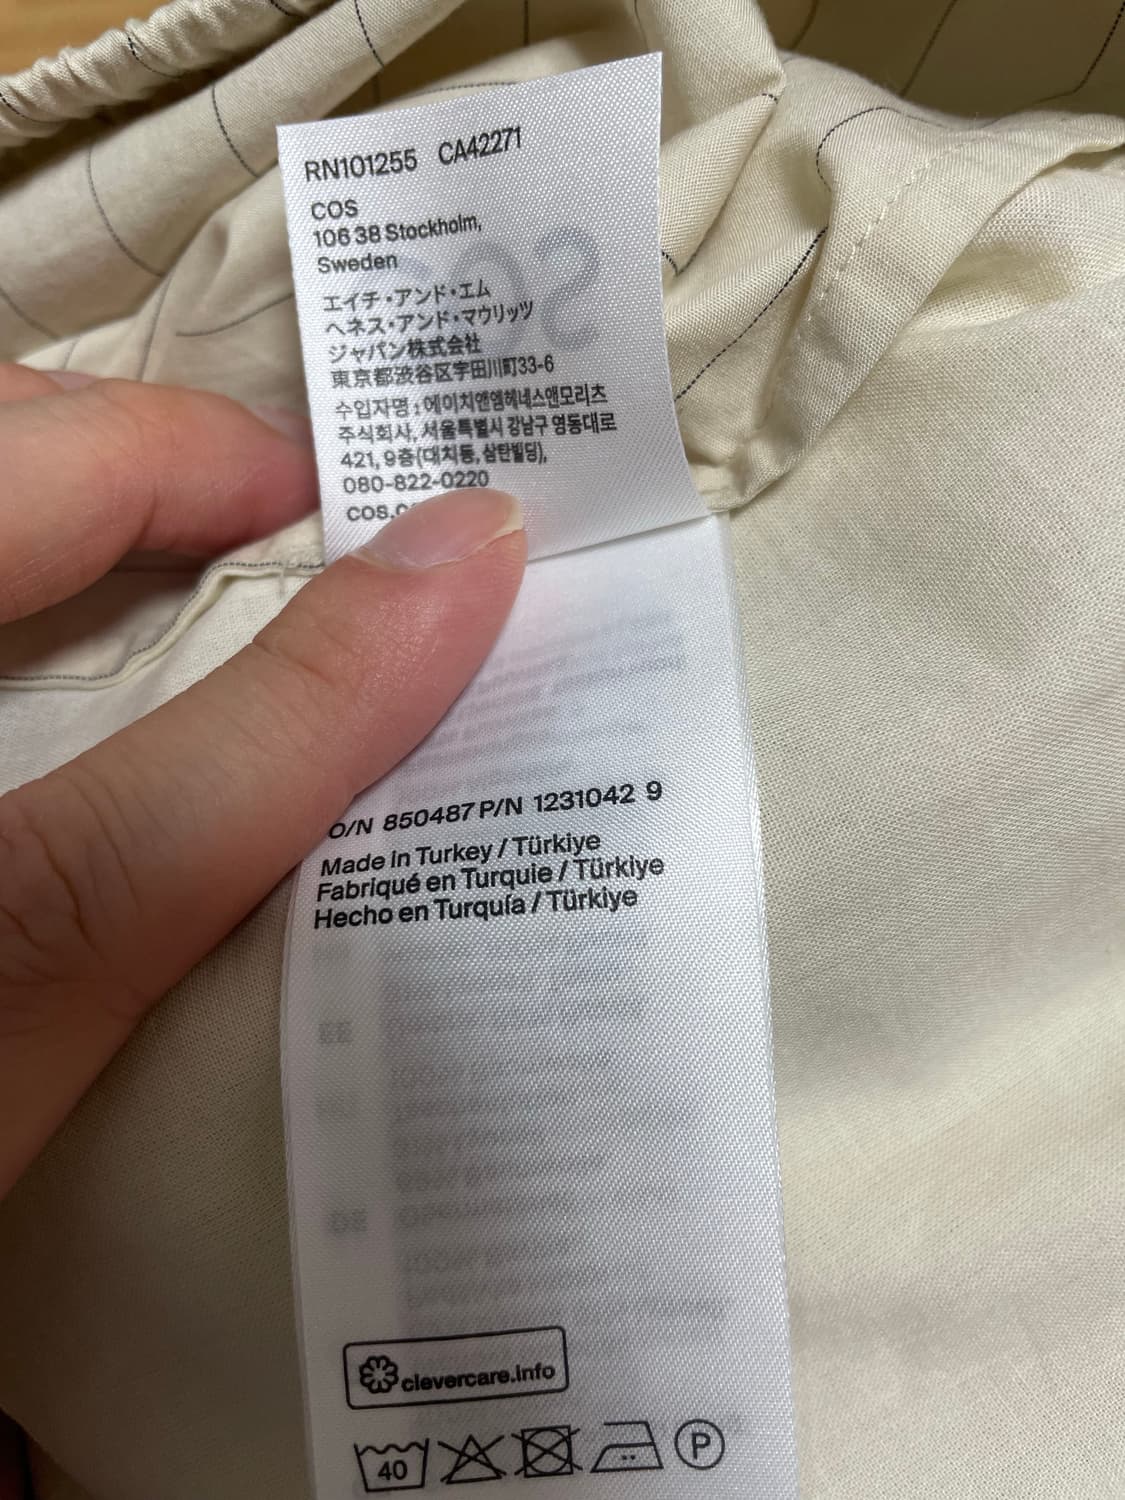 RN101255 CA42271
COS
106 38 Stockholm,
Sweden
エイチ・アンド・エム
ヘネス・アンド・マウリッツ
ジャパン株式会社
東京都渋谷区宇田川町33-6
수입자명 : 에이치앤엠헤네스앤모리츠
주식회사, 서울특별시 강남구 영동대로
421, 9층(대치동, 삼탄빌딩),
080-822-0220
cos.
O/N 850487 P/N 1231042 9
Made in Turkey / Türkiye
Fabriqué en Turquie / Türkiye
Hecho en Turquía / Türkiye
clevercare.info
40
P